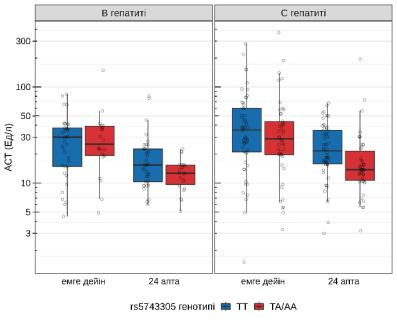 В гепатиті
С гепатиті
АСТ (Ед/л)
300
100
50
30
10
5
3
емге дейін
24 апта
емге дейін
24 апта
rs5743305 генотипі
TT
TA/AA